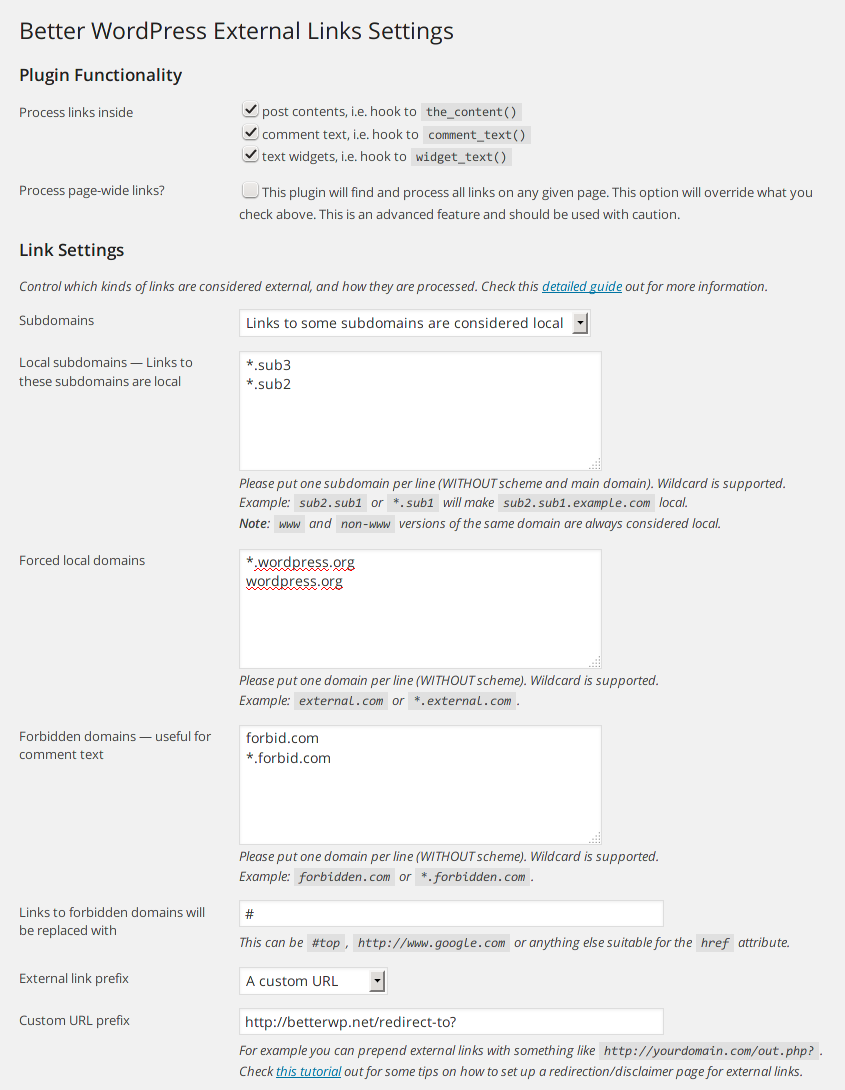 Better WordPress External Links Settings
Plugin Functionality
Process links inside
post contents, i.e. hook to the_content()
comment text, i.e. hook to comment_text()
text widgets, i.e. hook to widget_text()
Process page-wide links?
This plugin will find and process all links on any given page. This option will override what you
check above. This is an advanced feature and should be used with caution.
Link Settings
Control which kinds of links are considered external, and how they are processed. Check this detailed guide out for more information.
Subdomains
Links to some subdomains are considered local
Local subdomains — Links to
these subdomains are local
*.sub3
*.sub2
Please put one subdomain per line (WITHOUT scheme and main domain). Wildcard is supported.
Example: sub2.sub1 or *.sub1 will make sub2.sub1.example.com local.
Note: www and non-www versions of the same domain are always considered local.
Forced local domains
*.wordpress.org
wordpress.org
Please put one domain per line (WITHOUT scheme). Wildcard is supported.
Example: external.com or *.external.com.
Forbidden domains — useful for
comment text
forbid.com
*.forbid.com
Please put one domain per line (WITHOUT scheme). Wildcard is supported.
Example: forbidden.com or *.forbidden.com.
Links to forbidden domains will
be replaced with
#
This can be #top, http://www.google.com or anything else suitable for the href attribute.
External link prefix
A custom URL
Custom URL prefix
http://betterwp.net/redirect-to?
For example you can prepend external links with something like http://yourdomain.com/out.php?.
Check this tutorial out for some tips on how to set up a redirection/disclaimer page for external links.